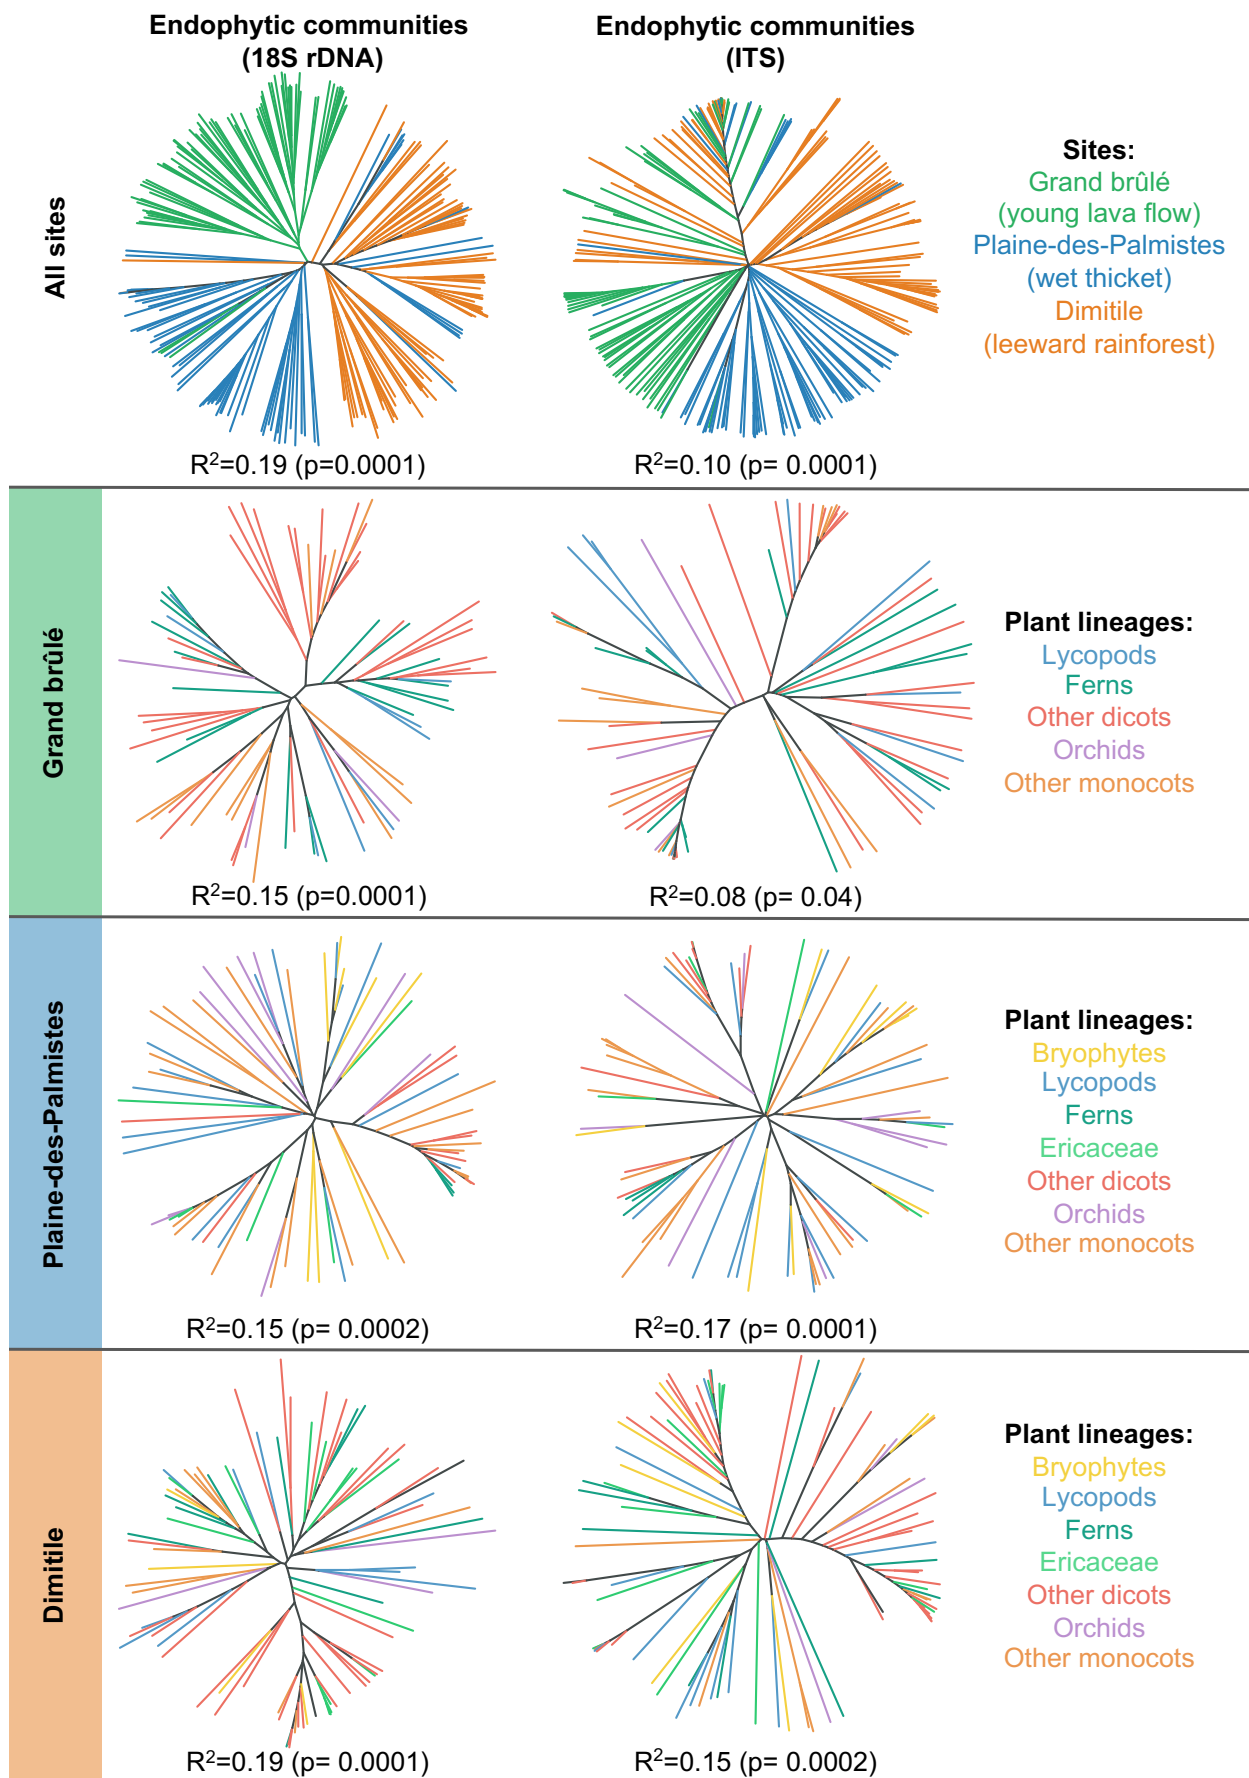 Endophytic communities
(18S rDNA)
Endophytic communities
(ITS)
All sites
Sites:
Grand brûlé
(young lava flow)
Plaine-des-Palmistes
(wet thicket)
Dimitile
(leeward rainforest)
R²=0.19 (p=0.0001)
R²=0.10 (p= 0.0001)
Grand brûlé
Plant lineages:
Lycopods
Ferns
Other dicots
Orchids
Other monocots
R²=0.15 (p=0.0001)
R²=0.08 (p= 0.04)
Plaine-des-Palmistes
Plant lineages:
Bryophytes
Lycopods
Ferns
Ericaceae
Other dicots
Orchids
Other monocots
R²=0.15 (p= 0.0002)
R²=0.17 (p= 0.0001)
Dimitile
Plant lineages:
Bryophytes
Lycopods
Ferns
Ericaceae
Other dicots
Orchids
Other monocots
R²=0.19 (p= 0.0001)
R²=0.15 (p= 0.0002)